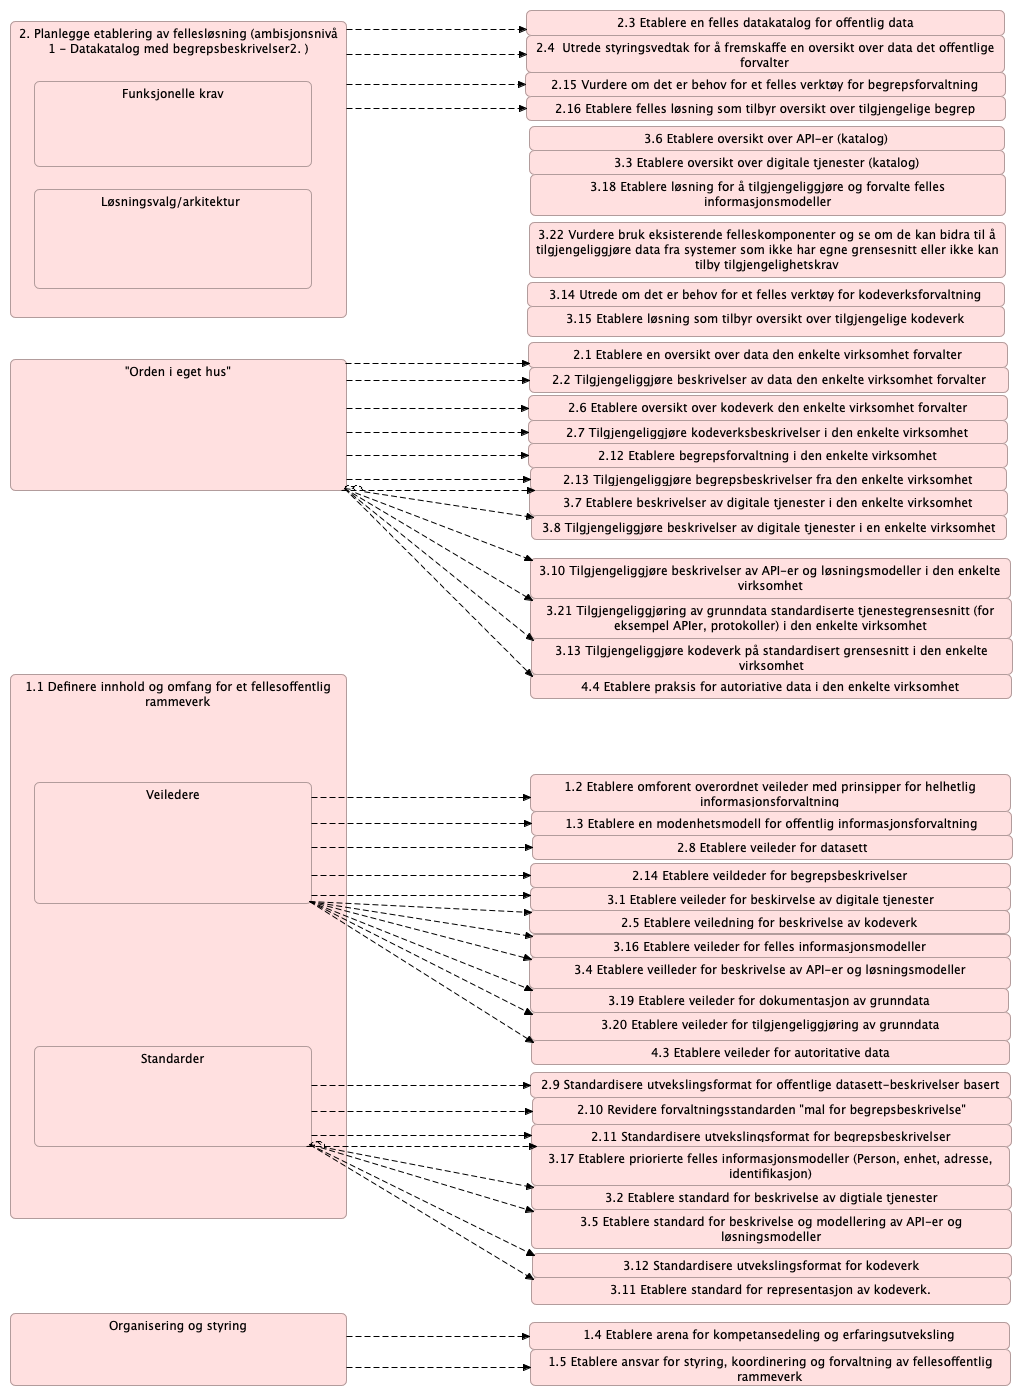 2. Planlegge etablering av fellesløsning (ambisjonsnivå
1 - Datakatalog med begrepsbeskrivelser2. )
Funksjonelle krav
Løsningsvalg/arkitektur
2.3 Etablere en felles datakatalog for offentlig data
2.4  Utrede styringsvedtak for å fremskaffe en oversikt over data det offentlige
forvalter
2.15 Vurdere om det er behov for et felles verktøy for begrepsforvaltning
2.16 Etablere felles løsning som tilbyr oversikt over tilgjengelige begrep
3.6 Etablere oversikt over API-er (katalog)
3.3 Etablere oversikt over digitale tjenester (katalog)
3.18 Etablere løsning for å tilgjengeliggjøre og forvalte felles
informasjonsmodeller
3.22 Vurdere bruk eksisterende felleskomponenter og se om de kan bidra til å
tilgjengeliggjøre data fra systemer som ikke har egne grensesnitt eller ikke kan
tilby tilgjengelighetskrav
3.14 Utrede om det er behov for et felles verktøy for kodeverksforvaltning
3.15 Etablere løsning som tilbyr oversikt over tilgjengelige kodeverk
"Orden i eget hus"
2.1 Etablere en oversikt over data den enkelte virksomhet forvalter
2.2 Tilgjengeliggjøre beskrivelser av data den enkelte virksomhet forvalter
2.6 Etablere oversikt over kodeverk den enkelte virksomhet forvalter
2.7 Tilgjengeliggjøre kodeverksbeskrivelser i den enkelte virksomhet
2.12 Etablere begrepsforvaltning i den enkelte virksomhet
2.13 Tilgjengeliggjøre begrepsbeskrivelser fra den enkelte virksomhet
3.7 Etablere beskrivelser av digitale tjenester i den enkelte virksomhet
3.8 Tilgjengeliggjøre beskrivelser av digitale tjenester i en enkelte virksomhet
3.10 Tilgjengeliggjøre beskrivelser av API-er og løsningsmodeller i den enkelte
virksomhet
3.21 Tilgjengeliggjøring av grunndata standardiserte tjenestegrensesnitt (for
eksempel APIer, protokoller) i den enkelte virksomhet
3.13 Tilgjengeliggjøre kodeverk på standardisert grensesnitt i den enkelte
virksomhet
4.4 Etablere praksis for autoriative data i den enkelte virksomhet
1.1 Definere innhold og omfang for et fellesoffentlig
rammeverk
Veiledere
Standarder
1.2 Etablere omforent overordnet veileder med prinsipper for helhetlig
informasjonsforvaltning
1.3 Etablere en modenhetsmodell for offentlig informasjonsforvaltning
2.8 Etablere veileder for datasett
2.14 Etablere veildeder for begrepsbeskrivelser
3.1 Etablere veileder for beskirvelse av digitale tjenester
2.5 Etablere veiledning for beskrivelse av kodeverk
3.16 Etablere veileder for felles informasjonsmodeller
3.4 Etablere veilleder for beskrivelse av API-er og løsningsmodeller
3.19 Etablere veileder for dokumentasjon av grunndata
3.20 Etablere veileder for tilgjengeliggjøring av grunndata
4.3 Etablere veileder for autoritative data
2.9 Standardisere utvekslingsformat for offentlige datasett-beskrivelser basert
2.10 Revidere forvaltningsstandarden "mal for begrepsbeskrivelse"
2.11 Standardisere utvekslingsformat for begrepsbeskrivelser
3.17 Etablere priorierte felles informasjonsmodeller (Person, enhet, adresse,
identifikasjon)
3.2 Etablere standard for beskrivelse av digtiale tjenester
3.5 Etablere standard for beskrivelse og modellering av API-er og
løsningsmodeller
3.12 Standardisere utvekslingsformat for kodeverk
3.11 Etablere standard for representasjon av kodeverk.
Organisering og styring
1.4 Etablere arena for kompetansedeling og erfaringsutveksling
1.5 Etablere ansvar for styring, koordinering og forvaltning av fellesoffentlig
rammeverk